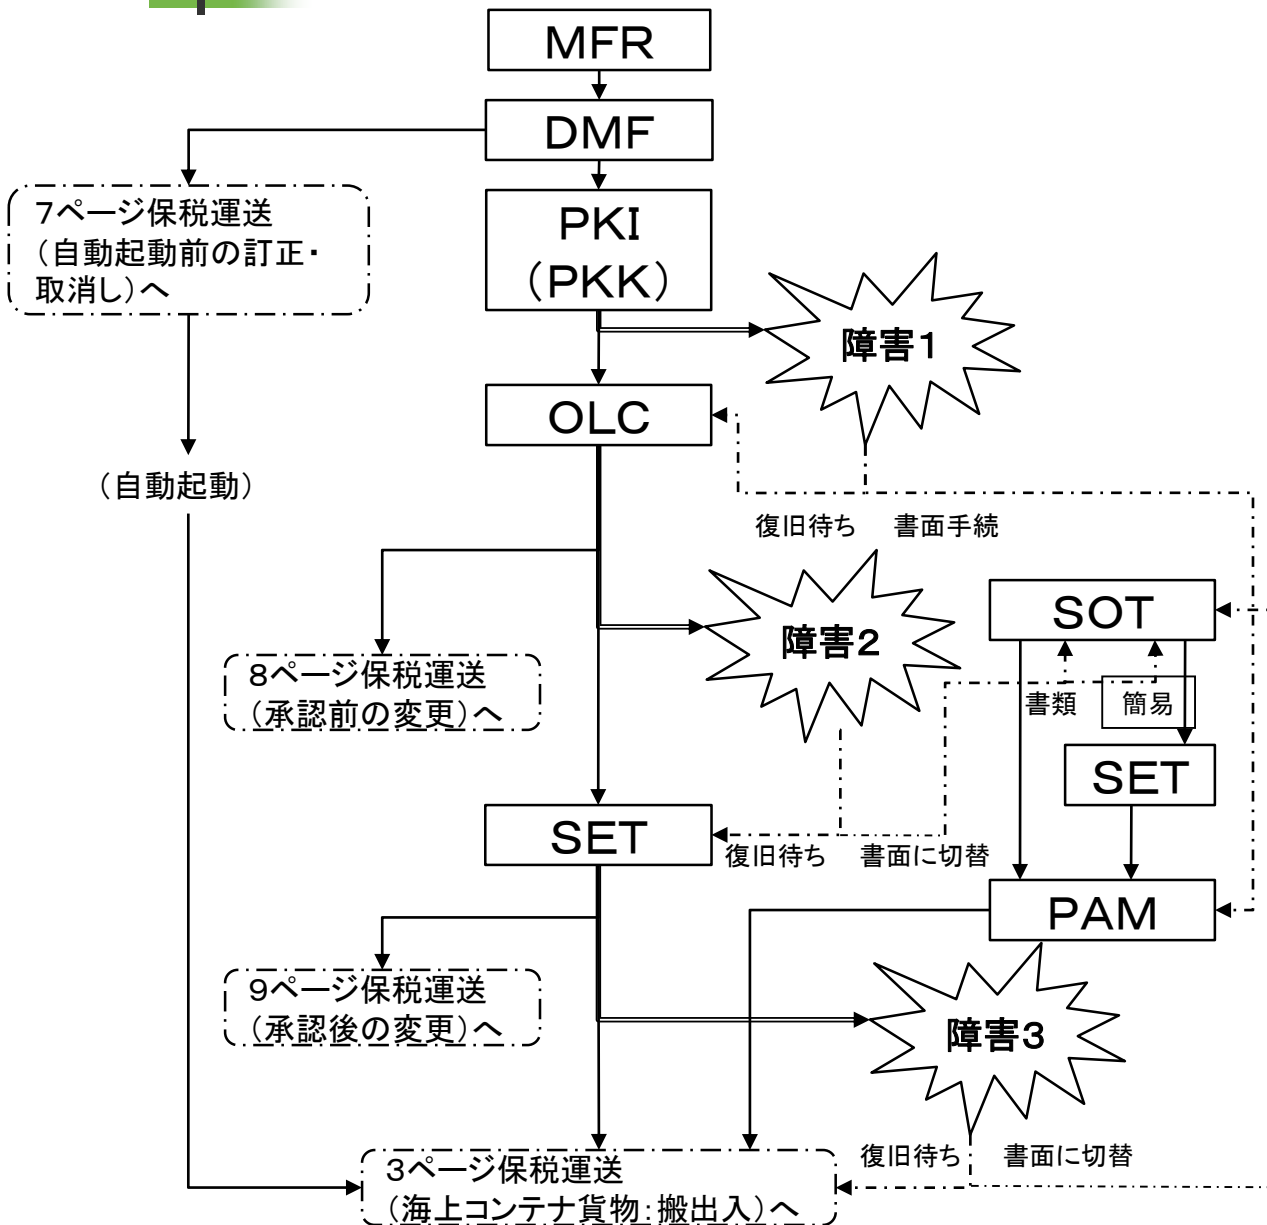 MFR
DMF
7ページ保税運送
(自動起動前の訂正・
取消し)へ
PKI
(PKK)
障害1
OLC
(自動起動)
復旧待ち
書面手続
障害2
SOT
8ページ保税運送
(承認前の変更)へ
書類
簡易
SET
SET
復旧待ち
書面に切替
PAM
9ページ保税運送
(承認後の変更)へ
障害3
3ページ保税運送
(海上コンテナ貨物:搬出入)へ
復旧待ち
書面に切替